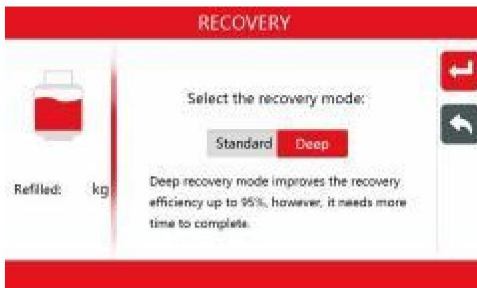 RECOVERY
Select the recovery mode:
Standard Deep
Refilled: kg
Deep recovery mode improves the recovery
efficiency up to 95%, however, it needs more
time to complete.